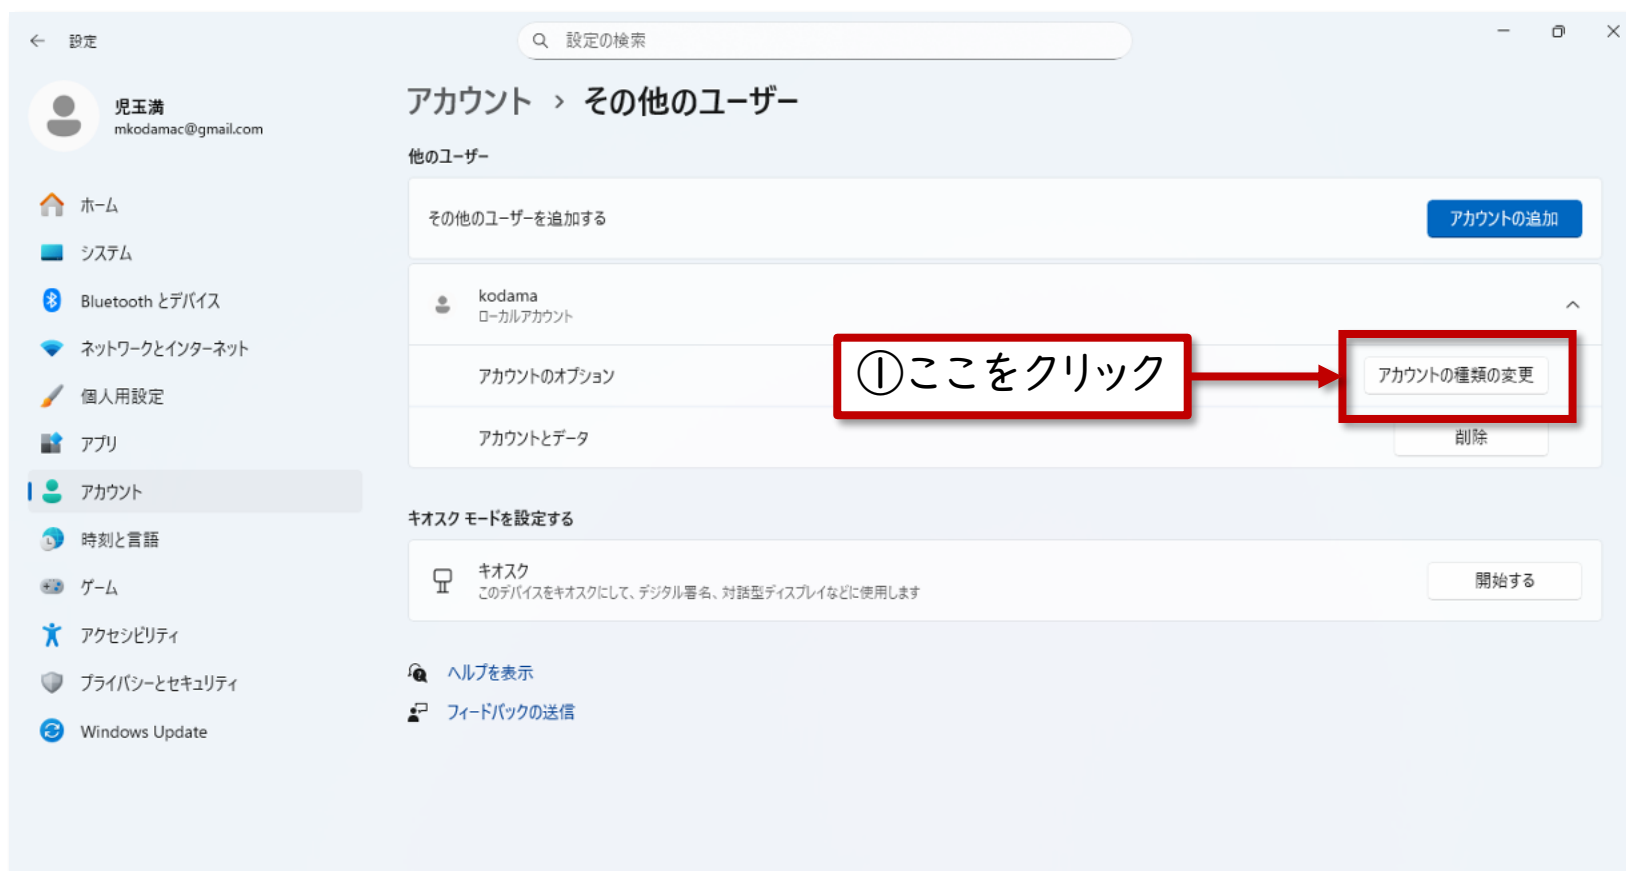 設定
設定の検索
児玉満
mkodamac@gmail.com
ホーム
システム
Bluetooth とデバイス
ネットワークとインターネット
個人用設定
アプリ
アカウント
時刻と言語
ゲーム
アクセシビリティ
プライバシーとセキュリティ
Windows Update
アカウント › その他のユーザー
他のユーザー
その他のユーザーを追加する
アカウントの追加
kodama
ローカルアカウント
アカウントのオプション
①ここをクリック
アカウントの種類の変更
アカウントとデータ
削除
キオスク モードを設定する
キオスク
このデバイスをキオスクにして、デジタル署名、対話型ディスプレイなどに使用します
開始する
ヘルプを表示
フィードバックの送信